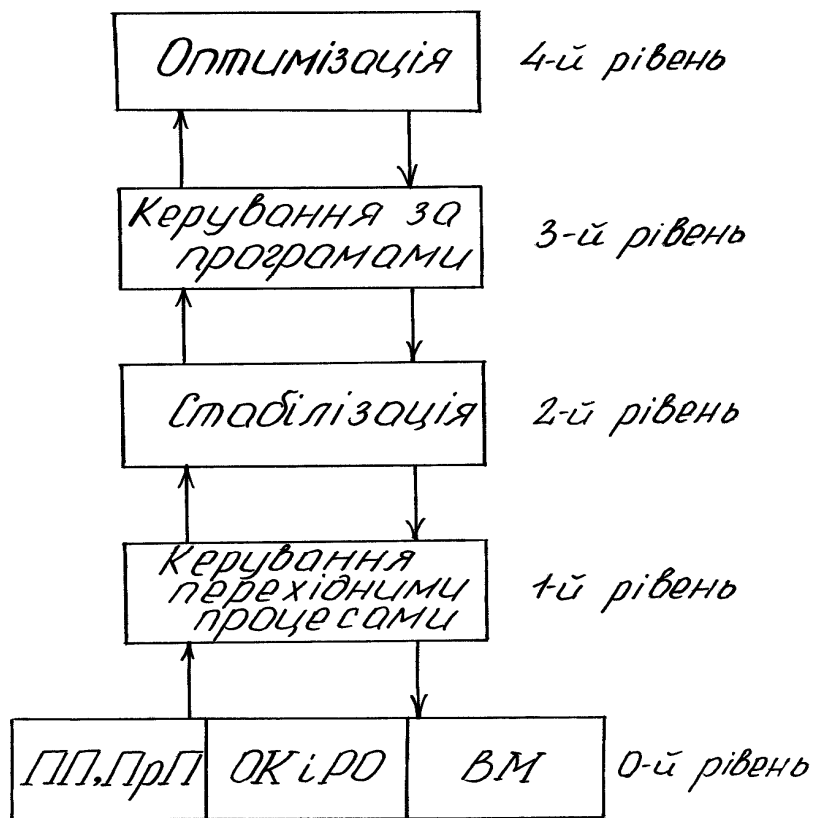 Оптимізація 4-й рівень
Керування за
програмами 3-й рівень
Стабілізація 2-й рівень
Керування
перехідними 1-й рівень
процесами
ПП,ПрП ОК і РО ВМ 0-й рівень